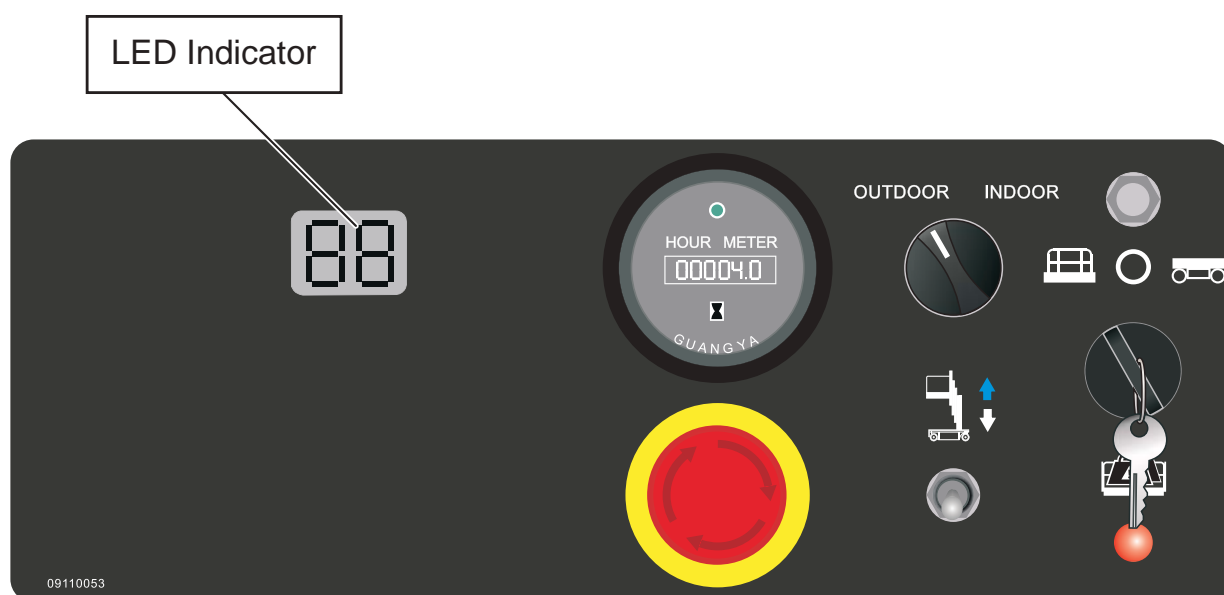 LED Indicator
88
OUTDOOR INDOOR
HOUR METER
00004.0
GUANGYA
09110053